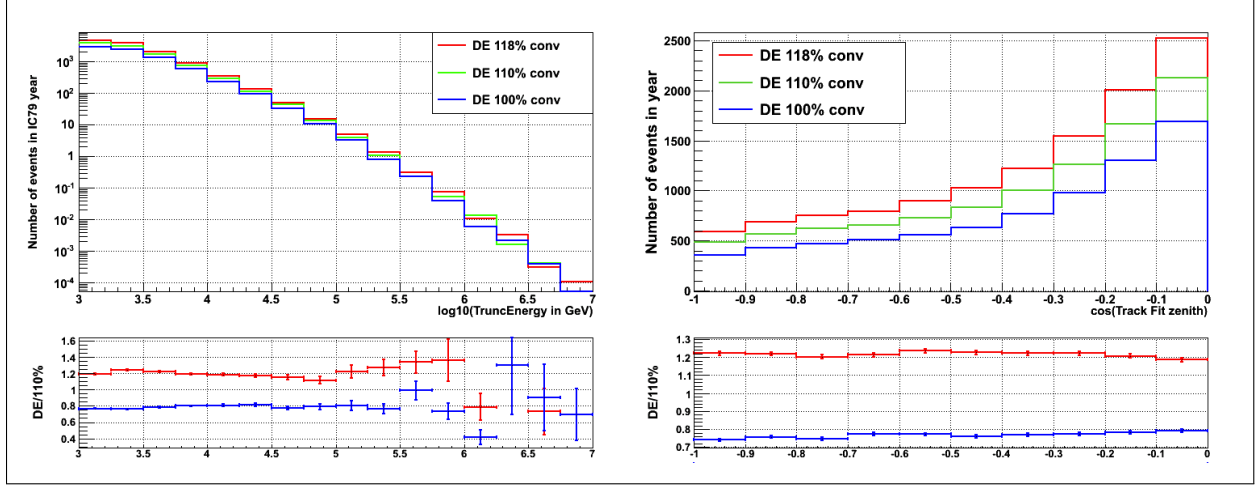 DE 118% conv
DE 110% conv
DE 100% conv
Number of events in IC79 year
10³
10²
10
1
10⁻¹
10⁻²
10⁻³
10⁻⁴
3 3.5 4 4.5 5 5.5 6 6.5 7
log10(TruncEnergy in GeV)
DE/110%
1.6
1.4
1.2
1
0.8
0.6
0.4
3 3.5 4 4.5 5 5.5 6 6.5 7
DE 118% conv
DE 110% conv
DE 100% conv
Number of events in year
2500
2000
1500
1000
500
0
-1 -0.9 -0.8 -0.7 -0.6 -0.5 -0.4 -0.3 -0.2 -0.1 0
cos(Track Fit zenith)
DE/110%
1.3
1.2
1.1
1
0.9
0.8
0.7
-1 -0.9 -0.8 -0.7 -0.6 -0.5 -0.4 -0.3 -0.2 -0.1 0